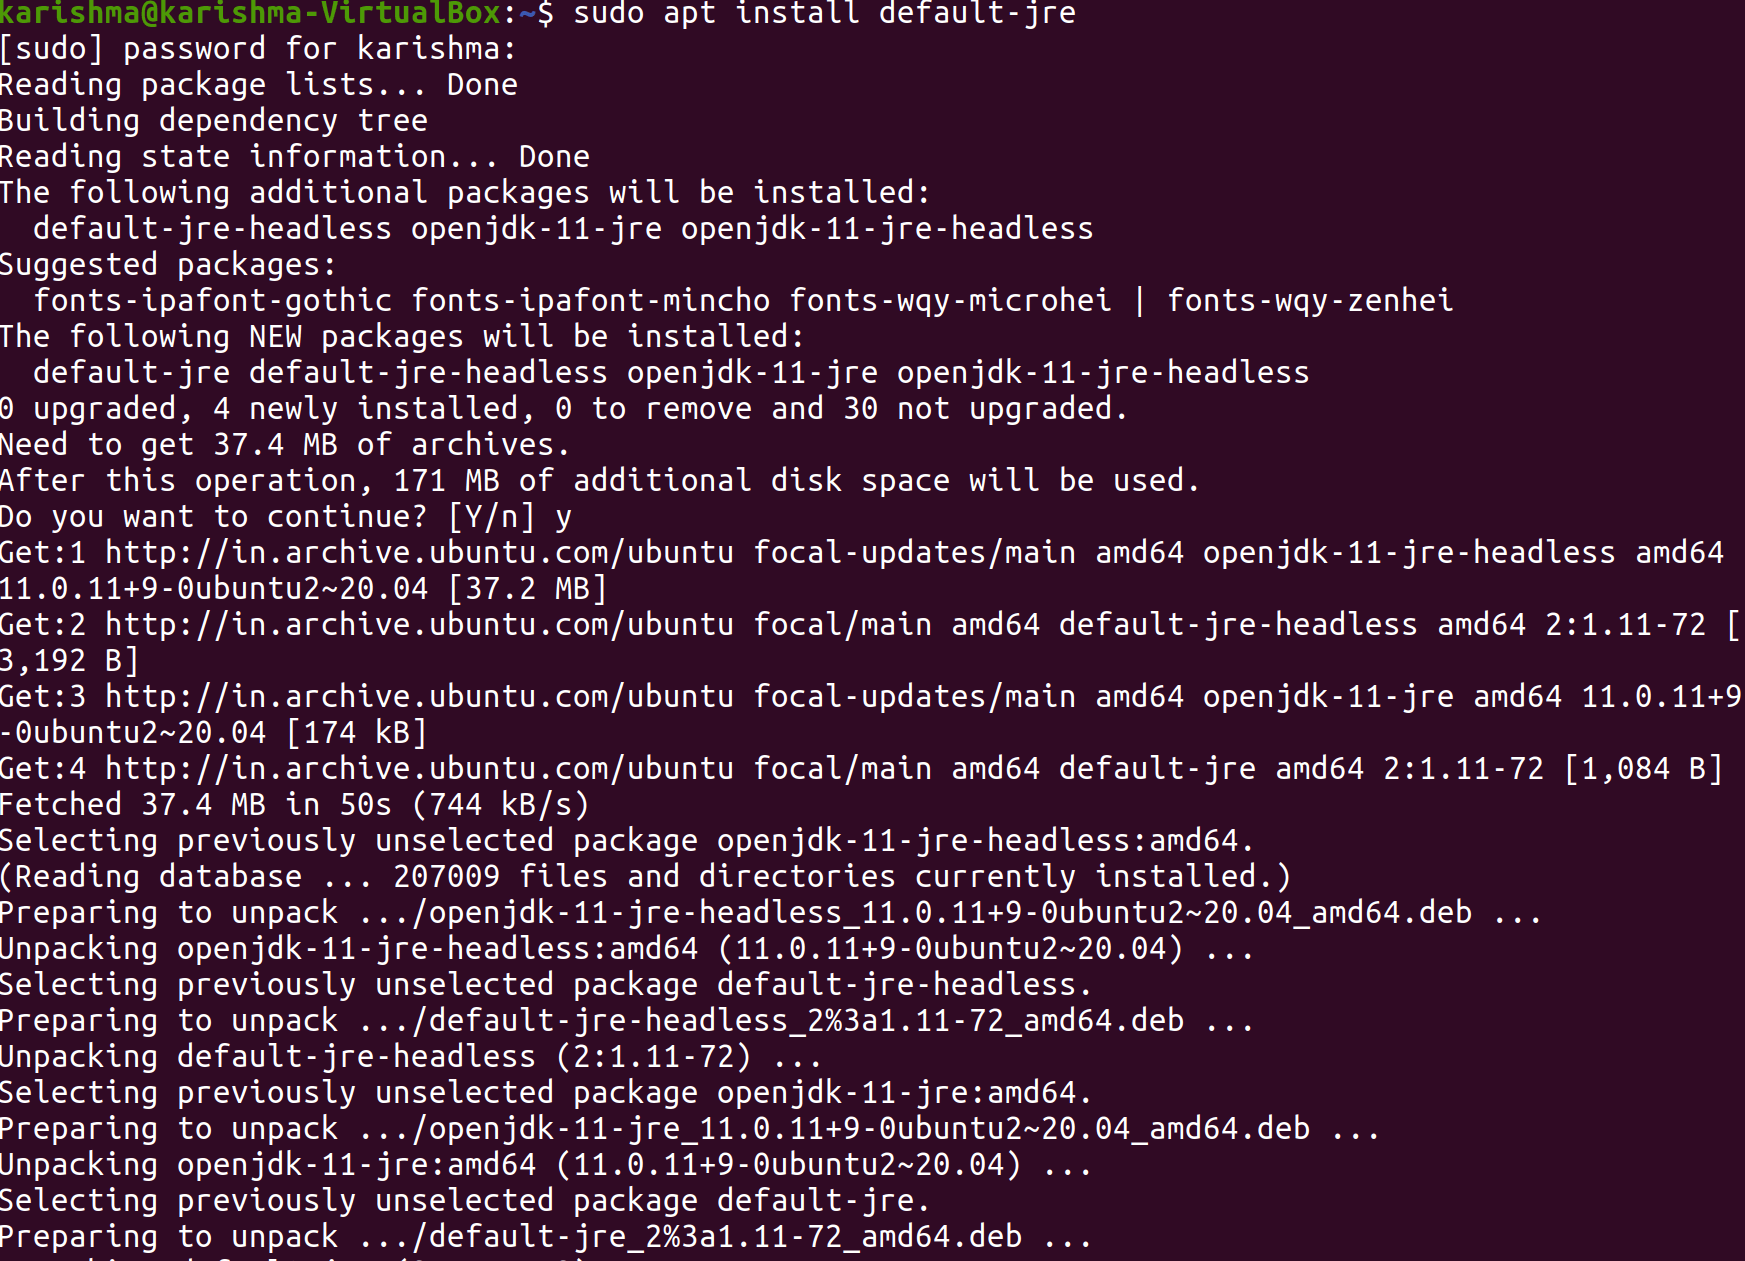 karishma@karishma-VirtualBox:~$ sudo apt install default-jre
[sudo] password for karishma:
Reading package lists... Done
Building dependency tree
Reading state information... Done
The following additional packages will be installed:
  default-jre-headless openjdk-11-jre openjdk-11-jre-headless
Suggested packages:
  fonts-ipafont-gothic fonts-ipafont-mincho fonts-wqy-microhei | fonts-wqy-zenhei
The following NEW packages will be installed:
  default-jre default-jre-headless openjdk-11-jre openjdk-11-jre-headless
0 upgraded, 4 newly installed, 0 to remove and 30 not upgraded.
Need to get 37.4 MB of archives.
After this operation, 171 MB of additional disk space will be used.
Do you want to continue? [Y/n] y
Get:1 http://in.archive.ubuntu.com/ubuntu focal-updates/main amd64 openjdk-11-jre-headless amd64
11.0.11+9-0ubuntu2~20.04 [37.2 MB]
Get:2 http://in.archive.ubuntu.com/ubuntu focal/main amd64 default-jre-headless amd64 2:1.11-72 [
3,192 B]
Get:3 http://in.archive.ubuntu.com/ubuntu focal-updates/main amd64 openjdk-11-jre amd64 11.0.11+9
-0ubuntu2~20.04 [174 kB]
Get:4 http://in.archive.ubuntu.com/ubuntu focal/main amd64 default-jre amd64 2:1.11-72 [1,084 B]
Fetched 37.4 MB in 50s (744 kB/s)
Selecting previously unselected package openjdk-11-jre-headless:amd64.
(Reading database ... 207009 files and directories currently installed.)
Preparing to unpack .../openjdk-11-jre-headless_11.0.11+9-0ubuntu2~20.04_amd64.deb ...
Unpacking openjdk-11-jre-headless:amd64 (11.0.11+9-0ubuntu2~20.04) ...
Selecting previously unselected package default-jre-headless.
Preparing to unpack .../default-jre-headless_2%3a1.11-72_amd64.deb ...
Unpacking default-jre-headless (2:1.11-72) ...
Selecting previously unselected package openjdk-11-jre:amd64.
Preparing to unpack .../openjdk-11-jre_11.0.11+9-0ubuntu2~20.04_amd64.deb ...
Unpacking openjdk-11-jre:amd64 (11.0.11+9-0ubuntu2~20.04) ...
Selecting previously unselected package default-jre.
Preparing to unpack .../default-jre_2%3a1.11-72_amd64.deb ...